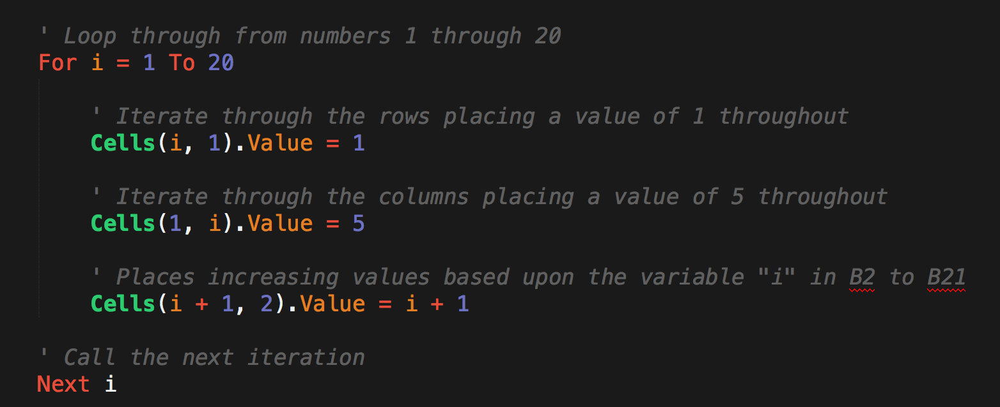 ' Loop through from numbers 1 through 20
For i = 1 To 20
' Iterate through the rows placing a value of 1 throughout
Cells(i, 1).Value = 1
' Iterate through the columns placing a value of 5 throughout
Cells(1, i).Value = 5
' Places increasing values based upon the variable "i" in B2 to B21
Cells(i + 1, 2).Value = i + 1
' Call the next iteration
Next i